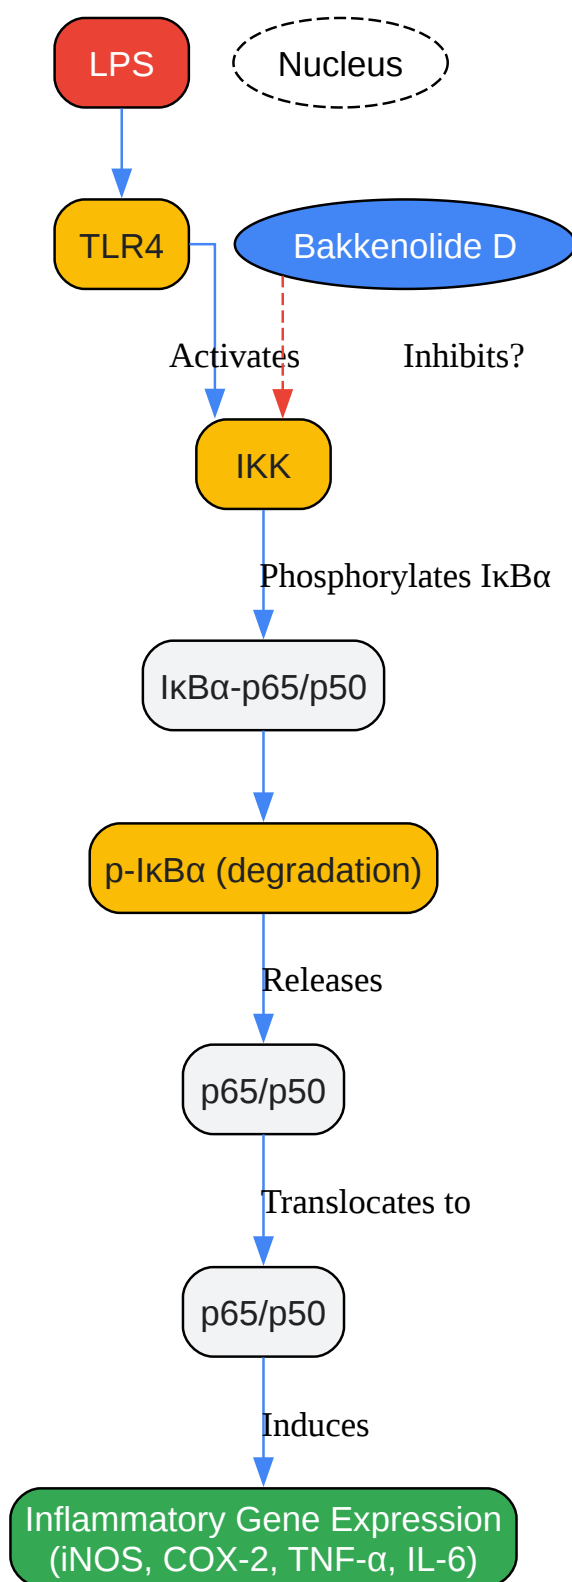 LPS
Nucleus
TLR4
Bakkenolide D
Activates
Inhibits?
IKK
Phosphorylates IκBα
IκBα-p65/p50
p-IκBα (degradation)
Releases
p65/p50
Translocates to
p65/p50
Induces
Inflammatory Gene Expression
(iNOS, COX-2, TNF-α, IL-6)